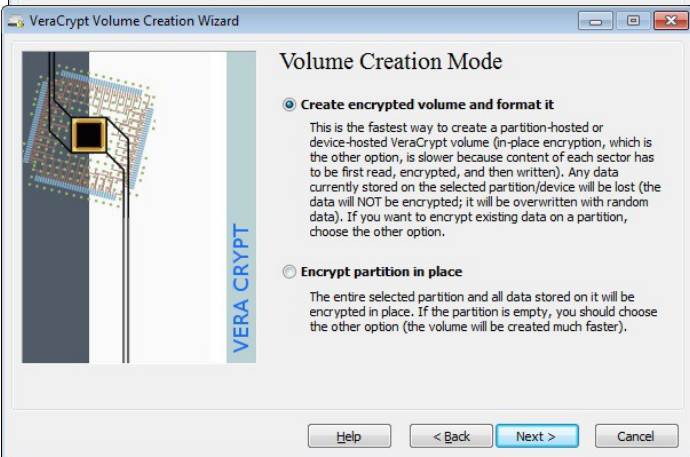 VeraCrypt Volume Creation Wizard
Volume Creation Mode
Create encrypted volume and format it
This is the fastest way to create a partition-hosted or
device-hosted VeraCrypt volume (in-place encryption, which is
the other option, is slower because content of each sector has
to be first read, encrypted, and then written). Any data
currently stored on the selected partition/device will be lost (the
data will NOT be encrypted; it will be overwritten with random
data). If you want to encrypt existing data on a partition,
choose the other option.
Encrypt partition in place
The entire selected partition and all data stored on it will be
encrypted in place. If the partition is empty, you should choose
the other option (the volume will be created much faster).
VERA CRYPT
Help
< Back
Next >
Cancel